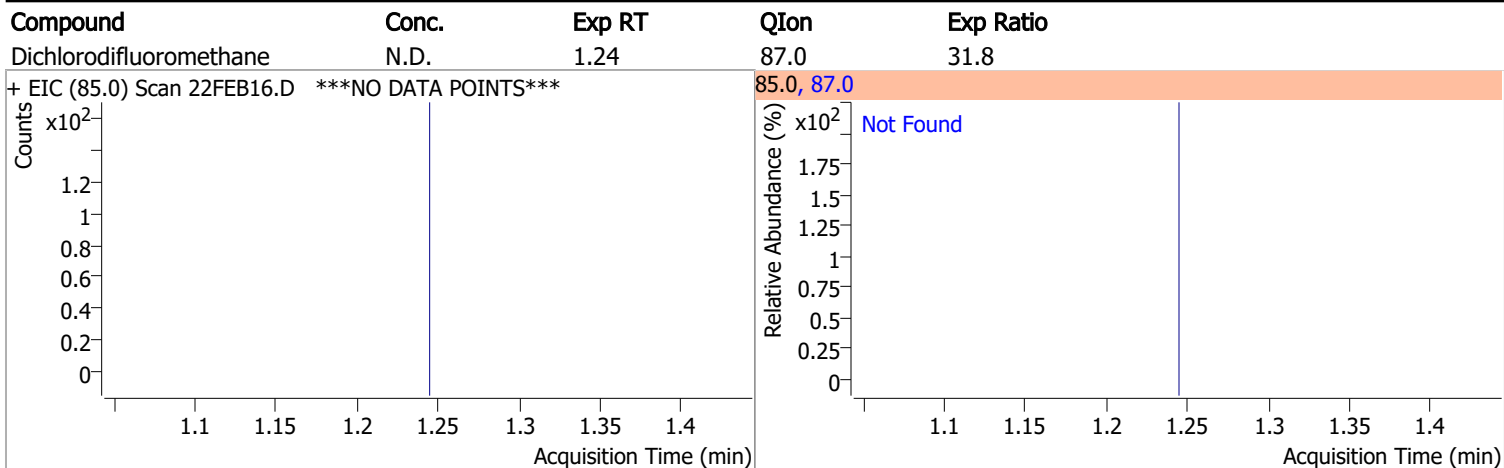 Compound Conc. Exp RT QIon Exp Ratio
Dichlorodifluoromethane N.D. 1.24 87.0 31.8
+ EIC (85.0) Scan 22FEB16.D ***NO DATA POINTS***
Counts
x10²
1.2
1
0.8
0.6
0.4
0.2
0
1.1 1.15 1.2 1.25 1.3 1.35 1.4
Acquisition Time (min)
85.0, 87.0
Relative Abundance (%)
x10²
Not Found
1.75
1.5
1.25
1
0.75
0.5
0.25
0
1.1 1.15 1.2 1.25 1.3 1.35 1.4
Acquisition Time (min)